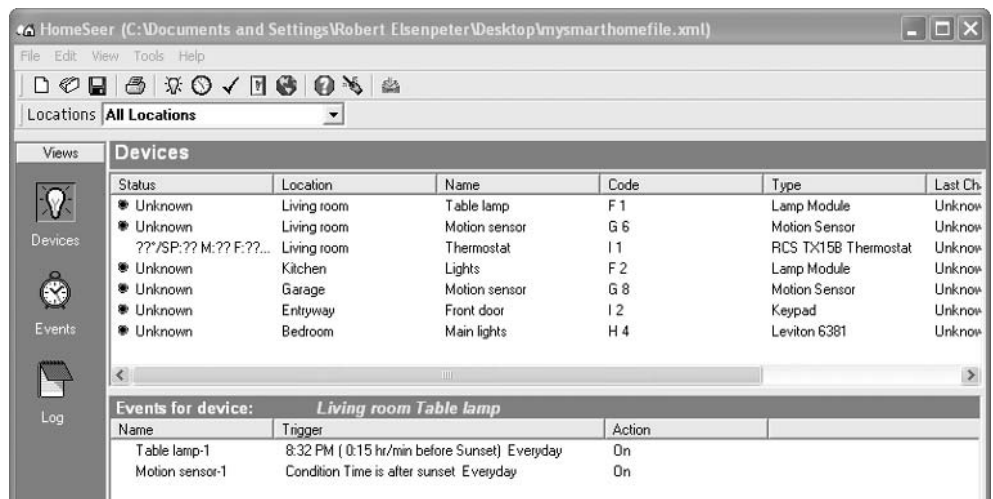 HomeSeer (C:\Documents and Settings\Robert Elsenpeter\Desktop\mysmarthomefile.xml)
File Edit View Tools Help
Locations All Locations
Views Devices
Status Location Name Code Type Last Ch
Unknown Living room Table lamp F 1 Lamp Module Unknow
Unknown Living room Motion sensor G 6 Motion Sensor Unknow
??°/SP:?? M:?? F:??... Living room Thermostat I 1 RCS TX15B Thermostat Unknow
Unknown Kitchen Lights F 2 Lamp Module Unknow
Unknown Garage Motion sensor G 8 Motion Sensor Unknow
Unknown Entryway Front door I 2 Keypad Unknow
Unknown Bedroom Main lights H 4 Leviton 6381 Unknow
Devices
Events
Log
Events for device: Living room Table lamp
Name Trigger Action
Table lamp-1 8:32 PM ( 0:15 hr/min before Sunset) Everyday On
Motion sensor-1 Condition Time is after sunset Everyday On